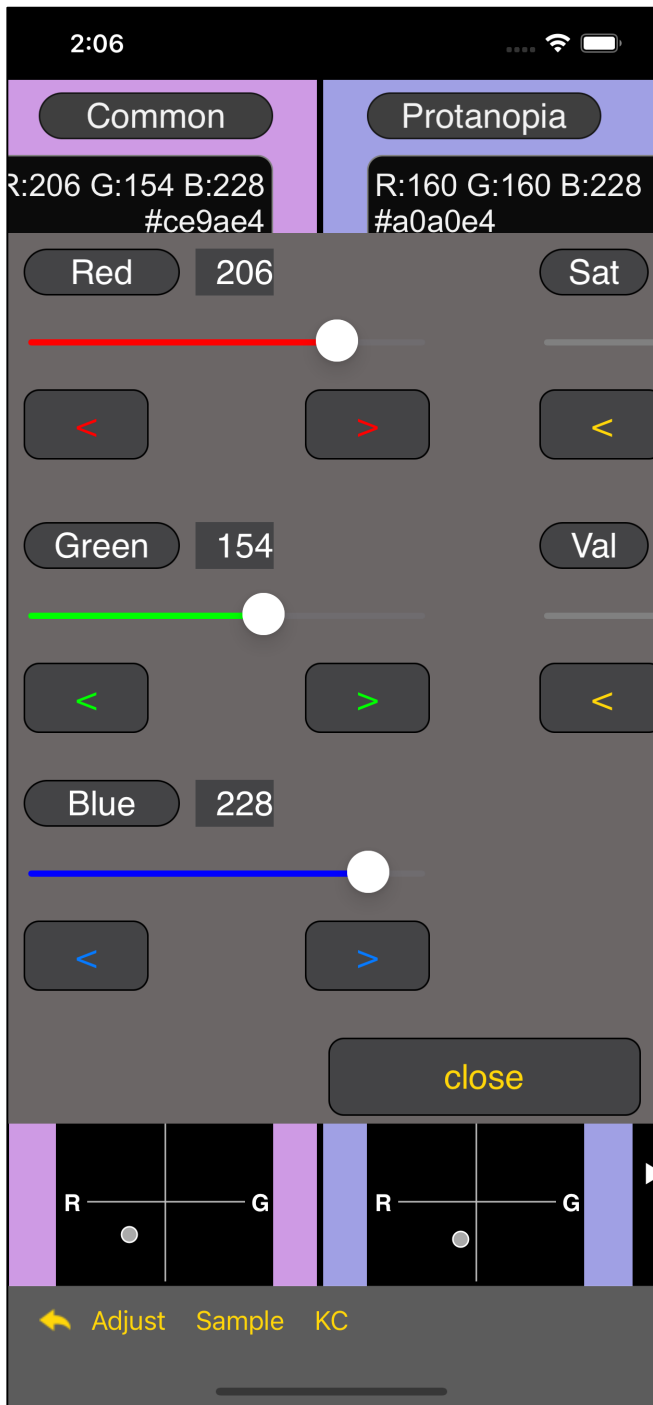 2:06
Common Protanopia
R:206 G:154 B:228 R:160 G:160 B:228
#ce9ae4 #a0a0e4
Red 206 Sat
< > <
Green 154 Val
< > <
Blue 228
< >
close
R G R G
Adjust Sample KC